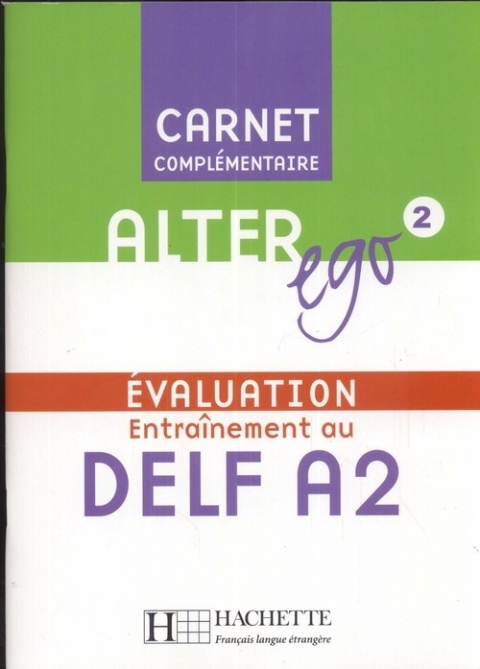 CARNET
COMPLÉMENTAIRE
ALTER
ego
2
ÉVALUATION
Entraînement au
DELF A2
H HACHETTE
Français langue étrangère